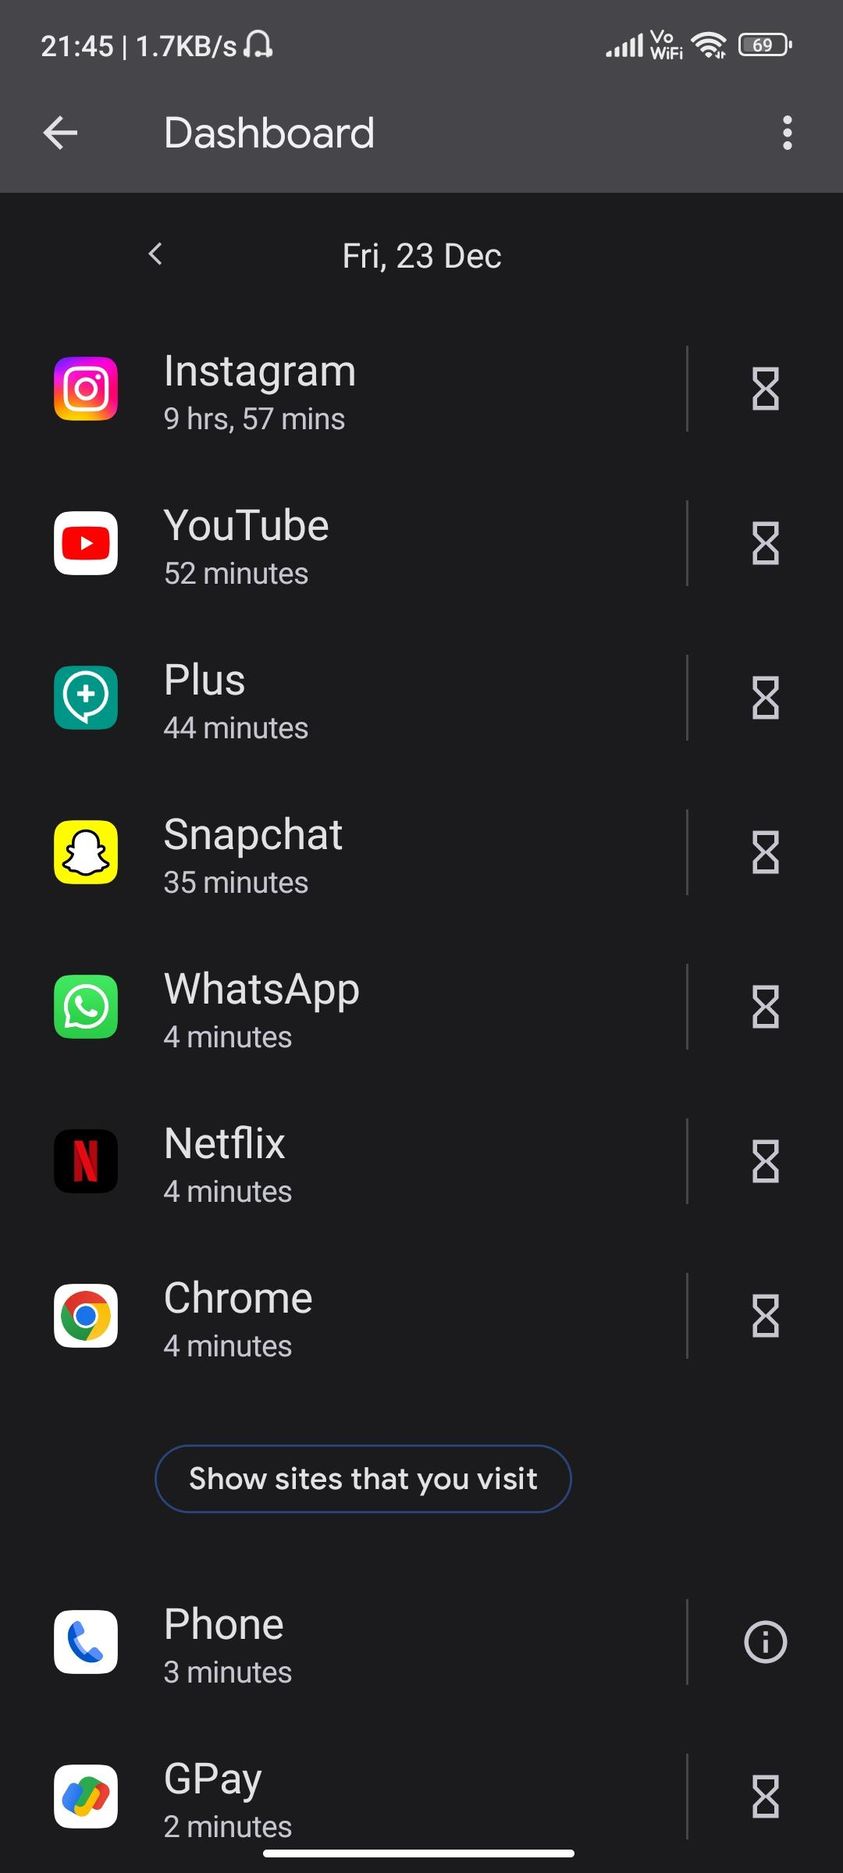 21:45 | 1.7KB/s Vo WiFi 69
Dashboard
Fri, 23 Dec
Instagram
9 hrs, 57 mins
YouTube
52 minutes
Plus
44 minutes
Snapchat
35 minutes
WhatsApp
4 minutes
Netflix
4 minutes
Chrome
4 minutes
Show sites that you visit
Phone
3 minutes
GPay
2 minutes